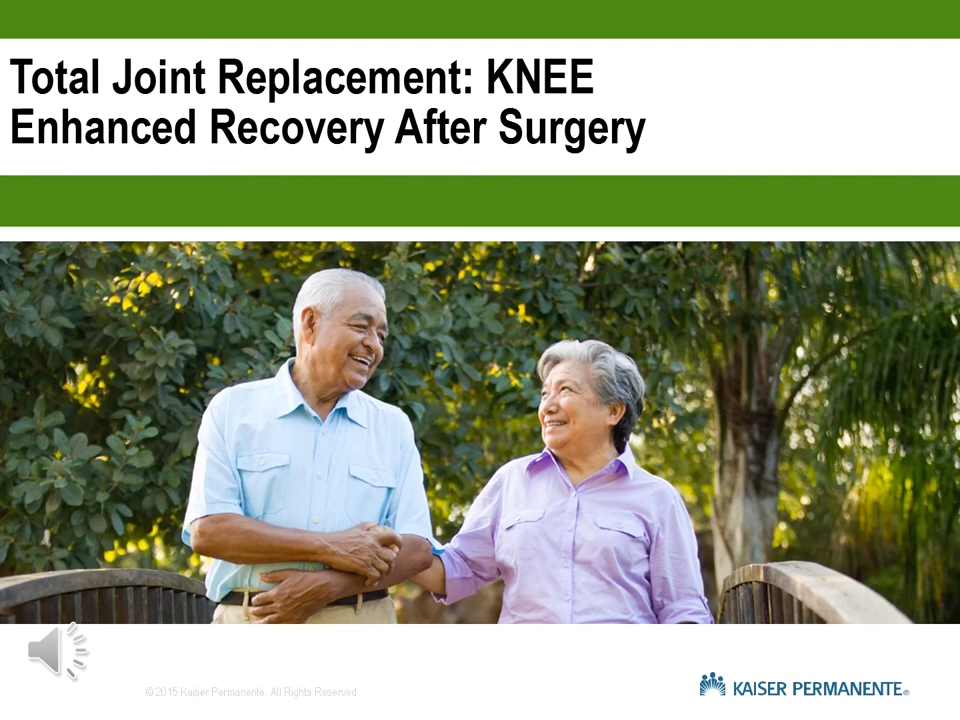 Total Joint Replacement: KNEE
Enhanced Recovery After Surgery
© 2015 Kaiser Permanente. All Rights Reserved.
KAISER PERMANENTE®